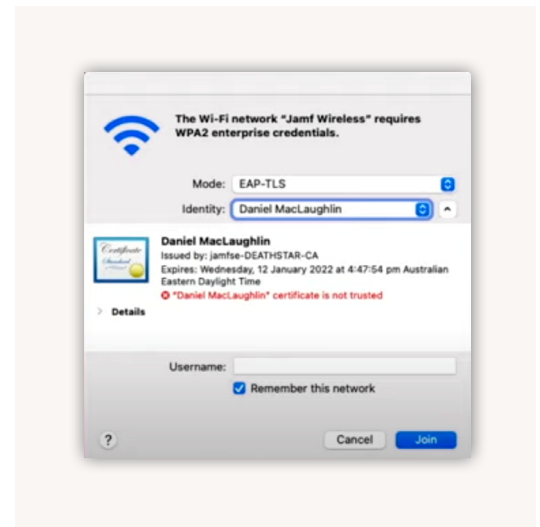 The Wi-Fi network “Jamf Wireless” requires
WPA2 enterprise credentials.
Mode: EAP-TLS
Identity: Daniel MacLaughlin
Certificate
Standard
Daniel MacLaughlin
Issued by: jamfse-DEATHSTAR-CA
Expires: Wednesday, 12 January 2022 at 4:47:54 pm Australian
Eastern Daylight Time
"Daniel MacLaughlin" certificate is not trusted
Details
Username:
Remember this network
?
Cancel
Join